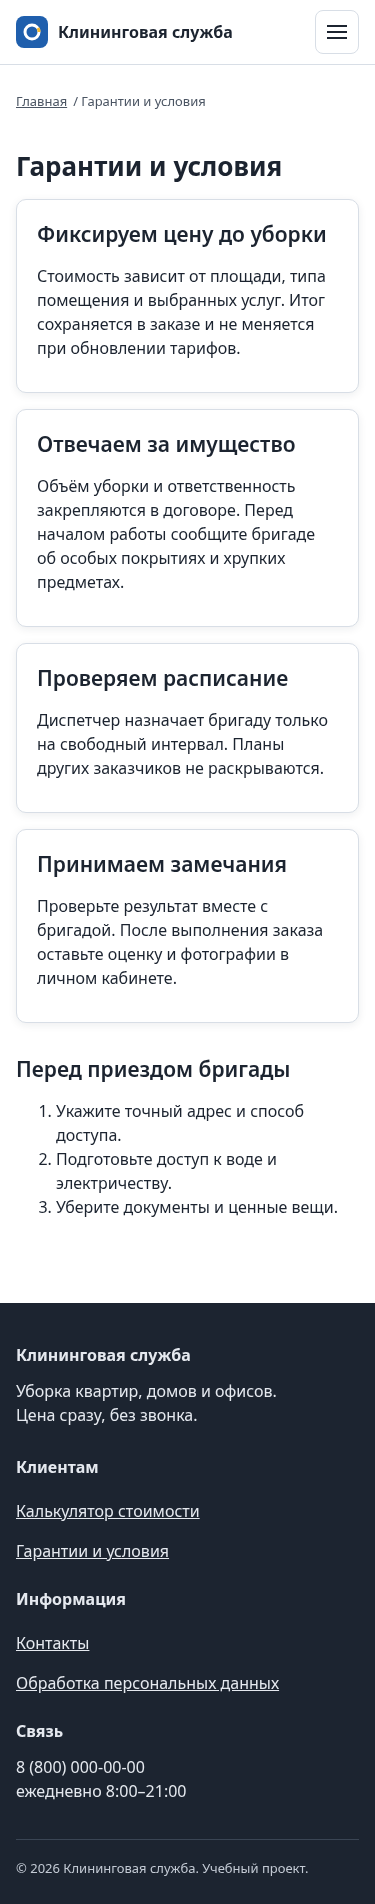 Клининговая служба
Главная / Гарантии и условия
Гарантии и условия
Фиксируем цену до уборки
Стоимость зависит от площади, типа
помещения и выбранных услуг. Итог
сохраняется в заказе и не меняется
при обновлении тарифов.
Отвечаем за имущество
Объём уборки и ответственность
закрепляются в договоре. Перед
началом работы сообщите бригаде
об особых покрытиях и хрупких
предметах.
Проверяем расписание
Диспетчер назначает бригаду только
на свободный интервал. Планы
других заказчиков не раскрываются.
Принимаем замечания
Проверьте результат вместе с
бригадой. После выполнения заказа
оставьте оценку и фотографии в
личном кабинете.
Перед приездом бригады
1. Укажите точный адрес и способ
доступа.
2. Подготовьте доступ к воде и
электричеству.
3. Уберите документы и ценные вещи.
Клининговая служба
Уборка квартир, домов и офисов.
Цена сразу, без звонка.
Клиентам
Калькулятор стоимости
Гарантии и условия
Информация
Контакты
Обработка персональных данных
Связь
8 (800) 000-00-00
ежедневно 8:00–21:00
© 2026 Клининговая служба. Учебный проект.